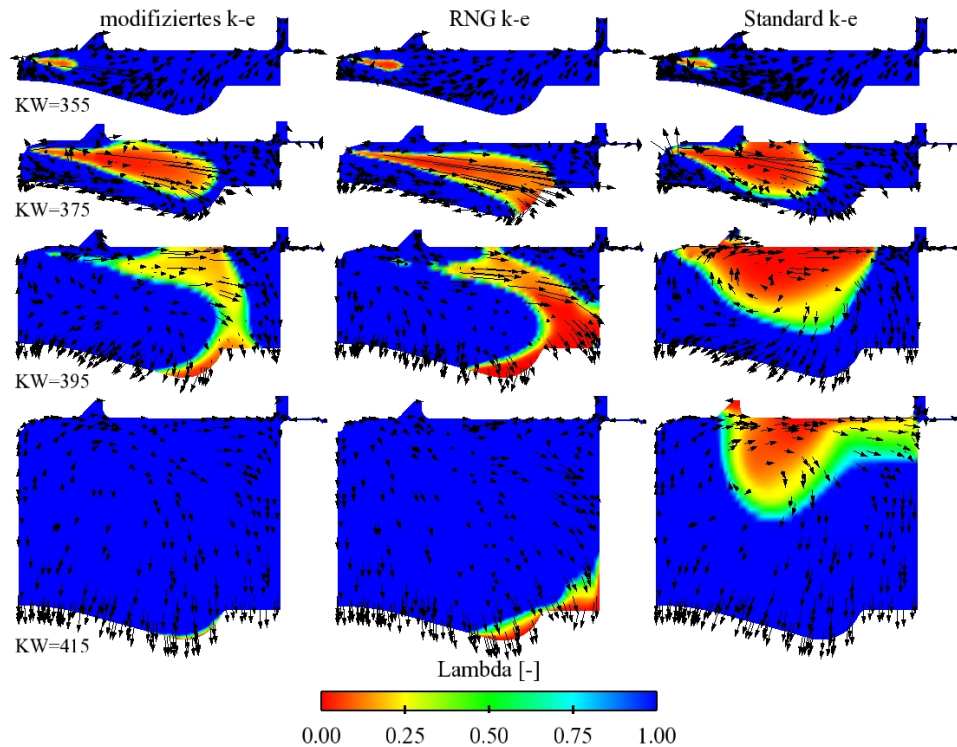 modifiziertes k-e RNG k-e Standard k-e
KW=355
KW=375
KW=395
KW=415
Lambda [-]
0.00 0.25 0.50 0.75 1.00